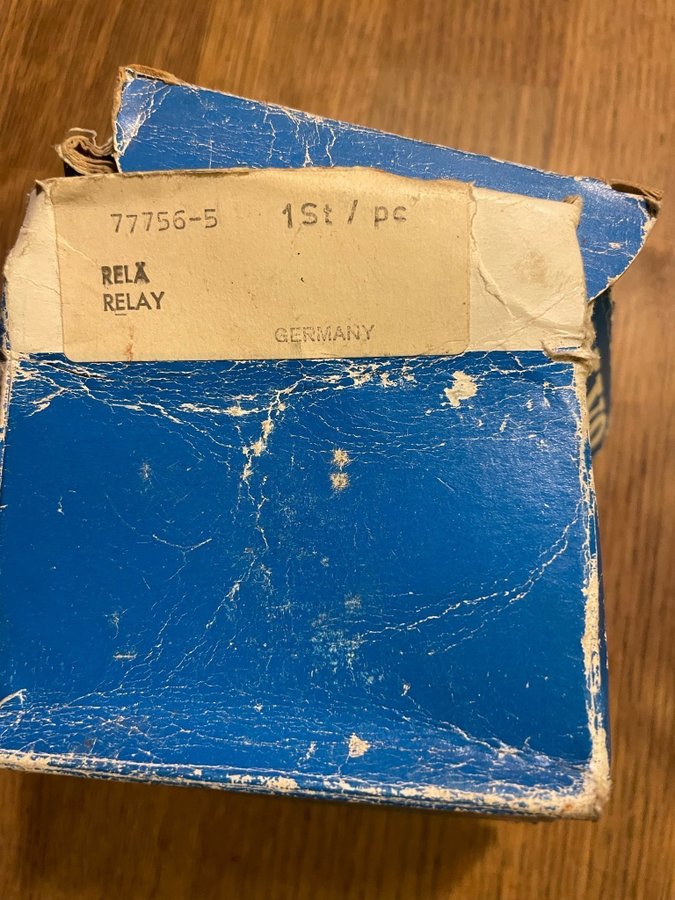 77756-5 1St / pc
RELÄ
RELAY
GERMANY